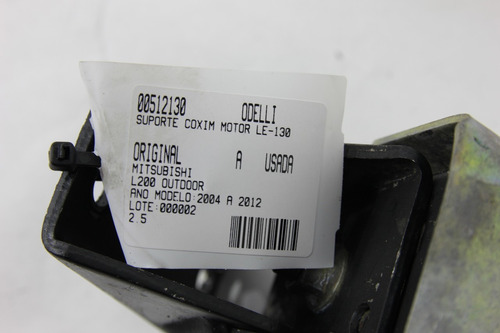 00512130 ODELLI
SUPORTE COXIM MOTOR LE-130
ORIGINAL A USADA
MITSUBISHI
L200 OUTDOOR
ANO MODELO:2004 A 2012
LOTE:000002
2.5